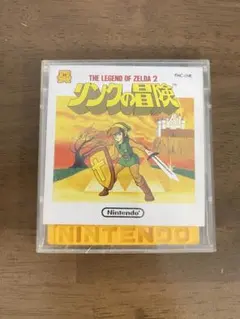 THE LEGEND OF ZELDA 2
リンクの冒険
Nintendo
NINTENDO